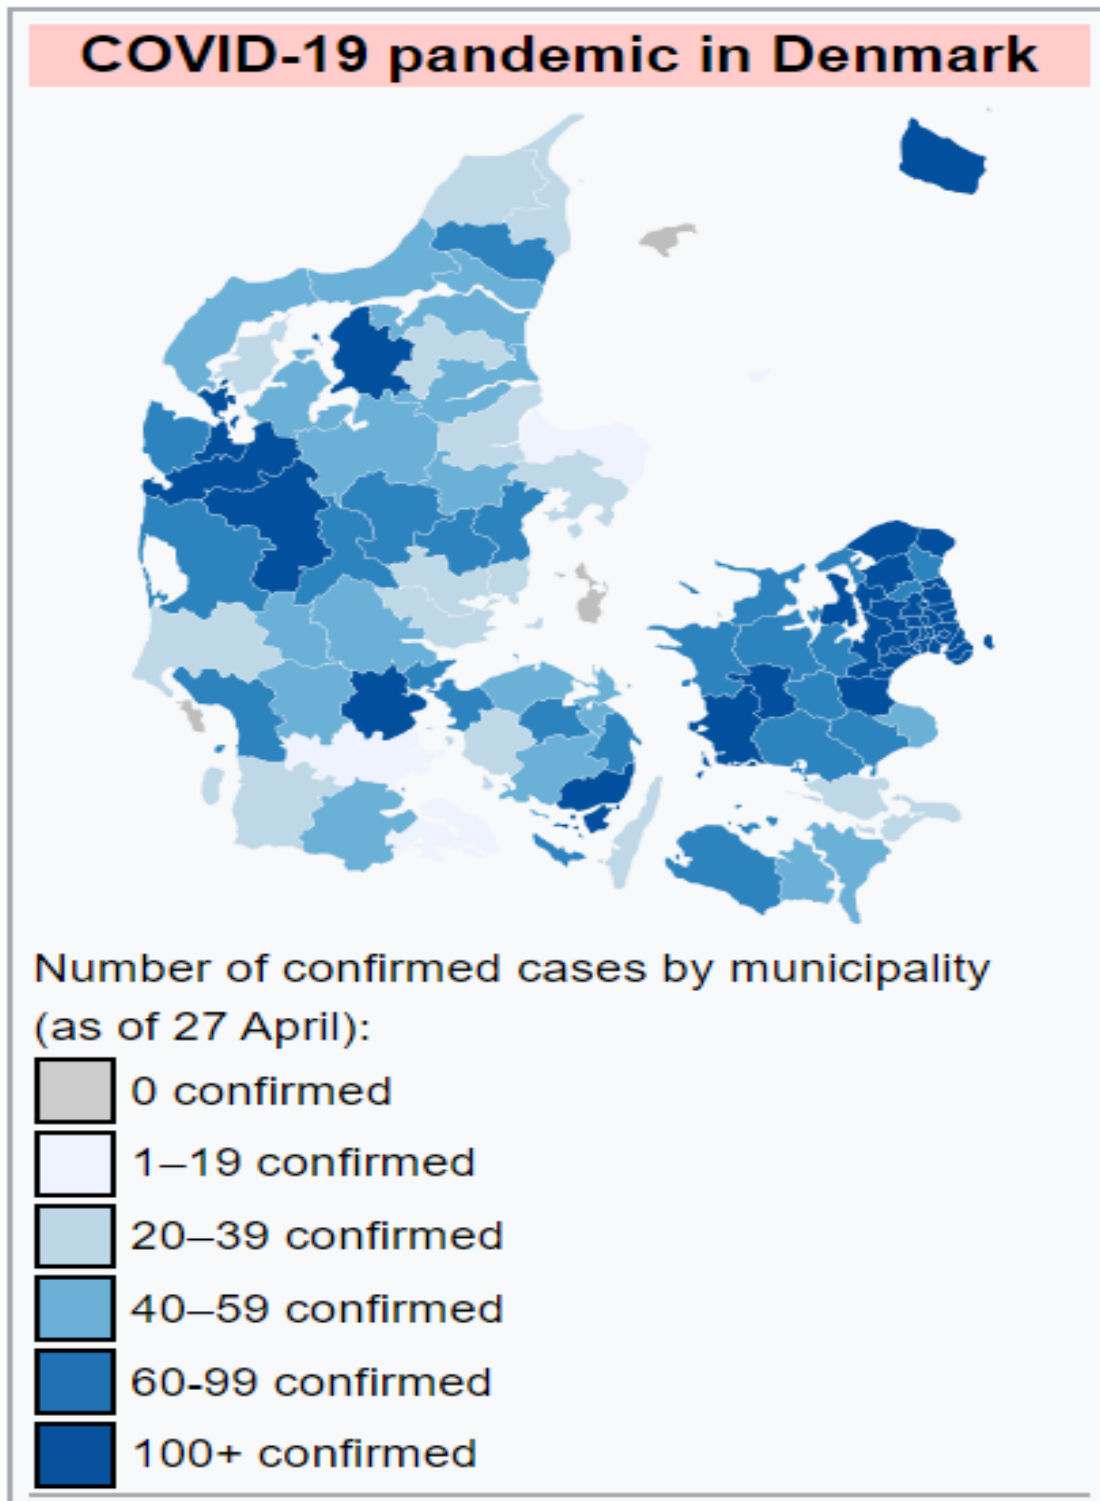 COVID-19 pandemic in Denmark
Number of confirmed cases by municipality
(as of 27 April):
0 confirmed
1–19 confirmed
20–39 confirmed
40–59 confirmed
60-99 confirmed
100+ confirmed